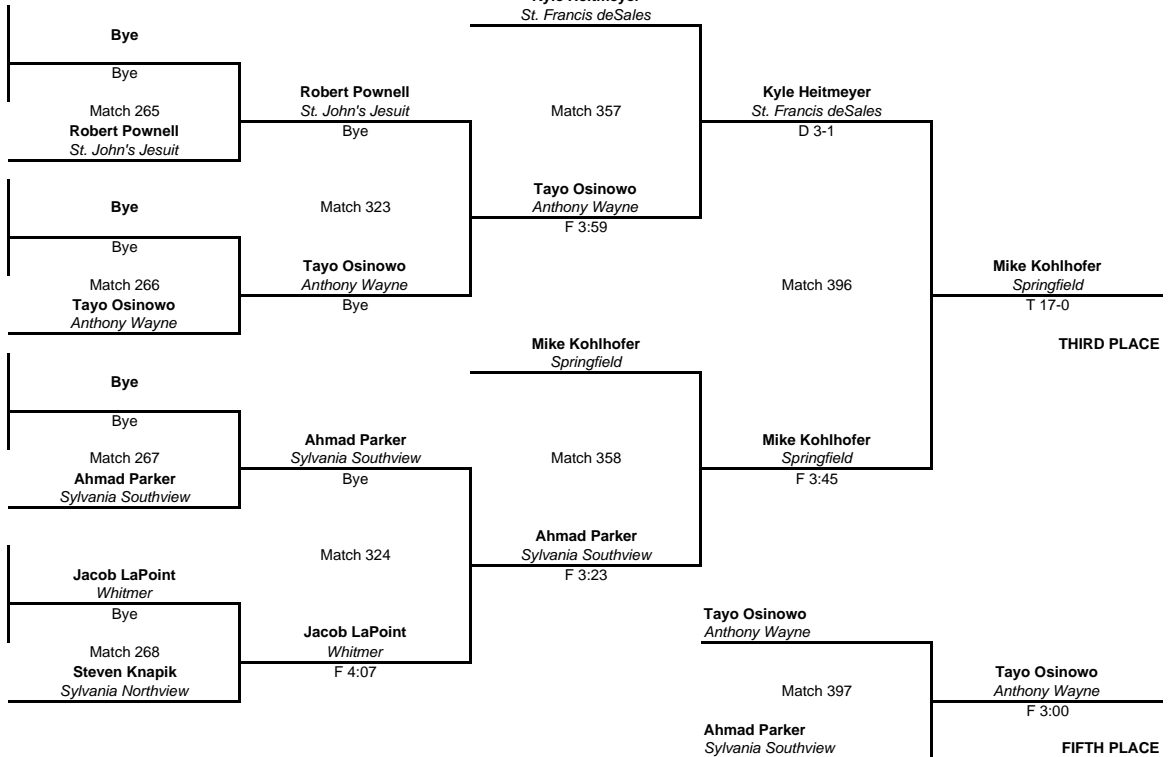 St. Francis deSales
Bye
Bye
Match 265
Robert Pownell
St. John's Jesuit
Robert Pownell
St. John's Jesuit
Bye
Match 357
Kyle Heitmeyer
St. Francis deSales
D 3-1
Bye
Bye
Match 266
Tayo Osinowo
Anthony Wayne
Match 323
Tayo Osinowo
Anthony Wayne
Bye
Tayo Osinowo
Anthony Wayne
F 3:59
Match 396
Mike Kohlhofer
Springfield
T 17-0
THIRD PLACE
Bye
Bye
Match 267
Ahmad Parker
Sylvania Southview
Ahmad Parker
Sylvania Southview
Bye
Mike Kohlhofer
Springfield
Match 358
Mike Kohlhofer
Springfield
F 3:45
Jacob LaPoint
Whitmer
Bye
Match 268
Steven Knapik
Sylvania Northview
Match 324
Jacob LaPoint
Whitmer
F 4:07
Ahmad Parker
Sylvania Southview
F 3:23
Tayo Osinowo
Anthony Wayne
Match 397
Ahmad Parker
Sylvania Southview
Tayo Osinowo
Anthony Wayne
F 3:00
FIFTH PLACE